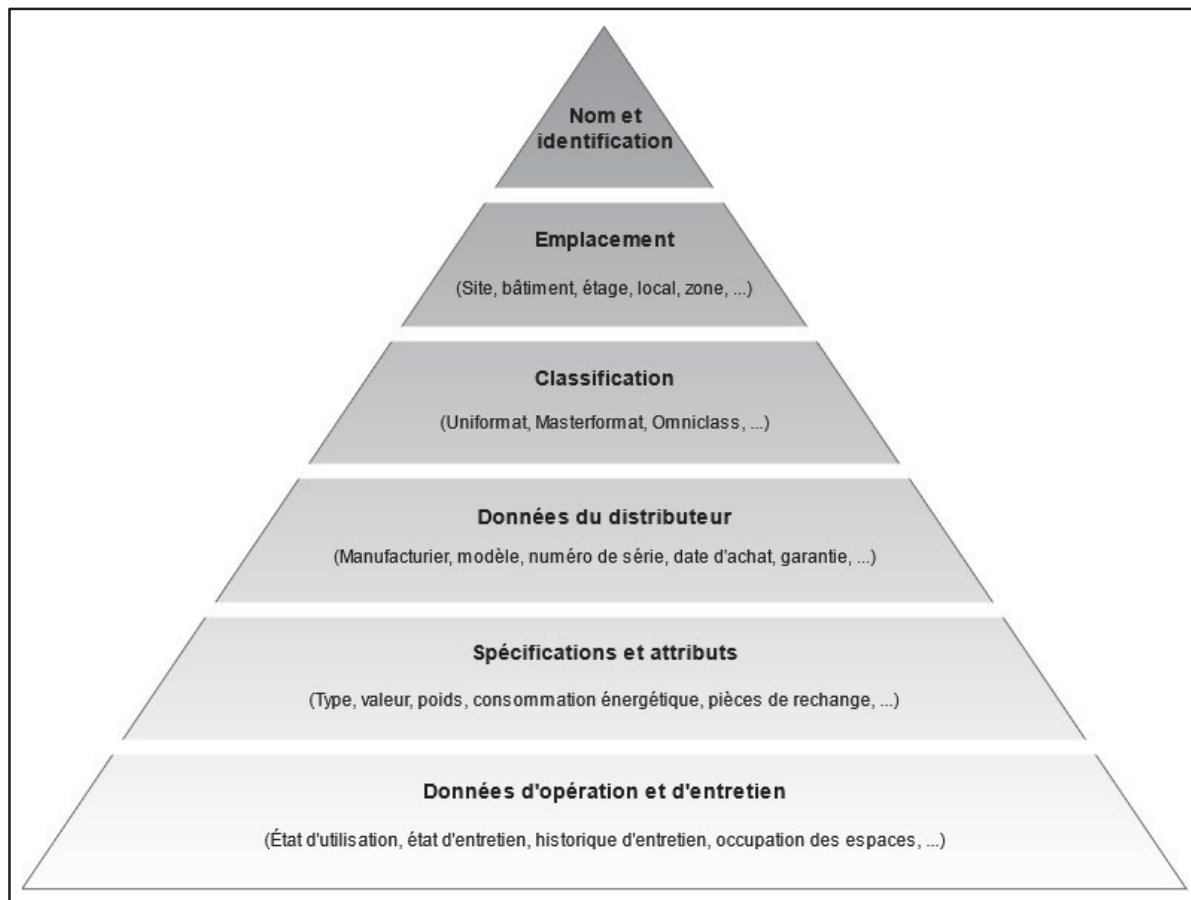 Nom et
identification
Emplacement
(Site, bâtiment, étage, local, zone, ...)
Classification
(Uniformat, Masterformat, Omniclass, ...)
Données du distributeur
(Manufacturier, modèle, numéro de série, date d'achat, garantie, ...)
Spécifications et attributs
(Type, valeur, poids, consommation énergétique, pièces de rechange, ...)
Données d'opération et d'entretien
(État d'utilisation, état d'entretien, historique d'entretien, occupation des espaces, ...)